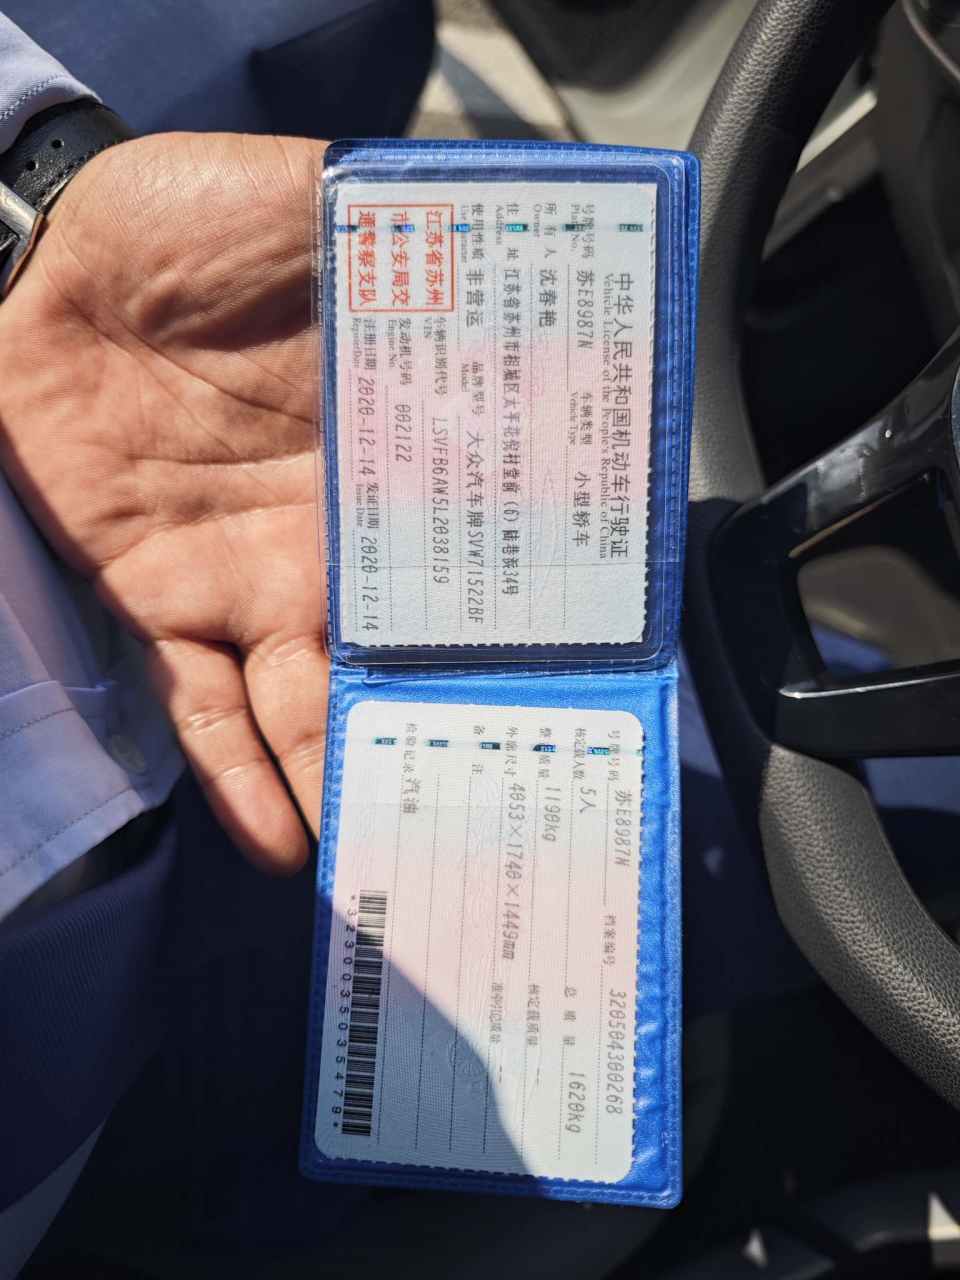 中华人民共和国机动车行驶证
Vehicle License of the People's Republic of China
号牌号码 苏E8987N 车辆类型 小型轿车
Plate No. Vehicle Type
所有人 沈春艳
Owner
住址 江苏省苏州市相城区太平花倪村堂前(6)陆巷浜34号
Address
使用性质 非营运 品牌型号 大众汽车牌SVW71522BF
Use Character Model
江苏省苏州
市公安局交
通警察支队
车辆识别代号 LSVFB6AW5L2038159
VIN
发动机号码 002122
Engine No.
注册日期 2020-12-14 发证日期 2020-12-14
Register Date Issue Date
号牌号码 苏E8987N 档案编号 320504300268
核定载人数 5人 总质量 1620kg
整备质量 1190kg 核定载质量 --
外廓尺寸 4053×1740×1449mm 准牵引总质量 --
备注
检验记录 汽油
*3230035035479*